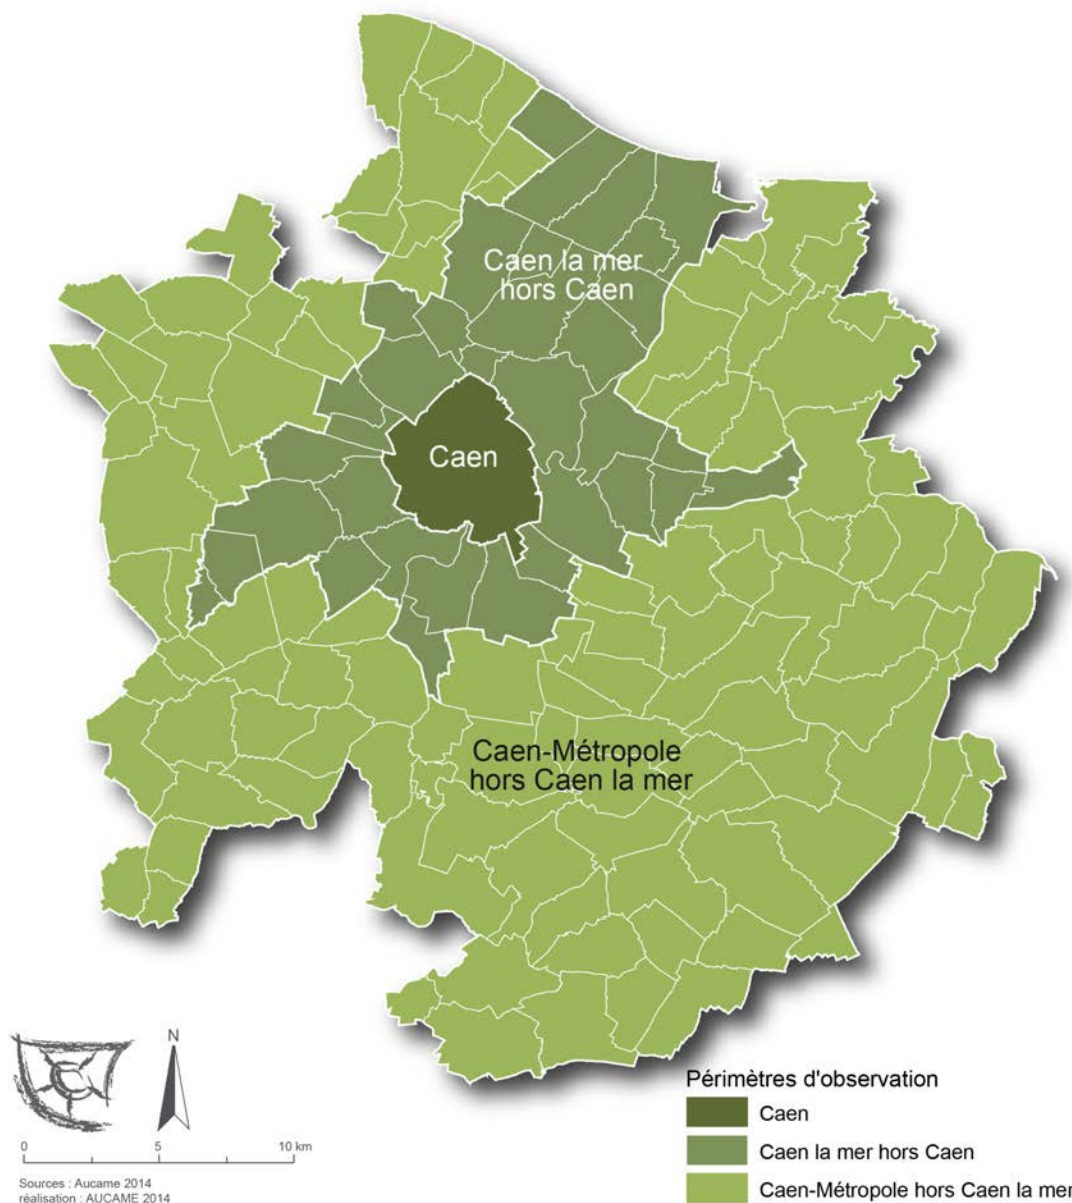 Caen la mer
hors Caen
Caen
Caen-Métropole
hors Caen la mer
N
0 5 10 km
Sources : Aucame 2014
réalisation : AUCAME 2014
Périmètres d'observation
Caen
Caen la mer hors Caen
Caen-Métropole hors Caen la mer